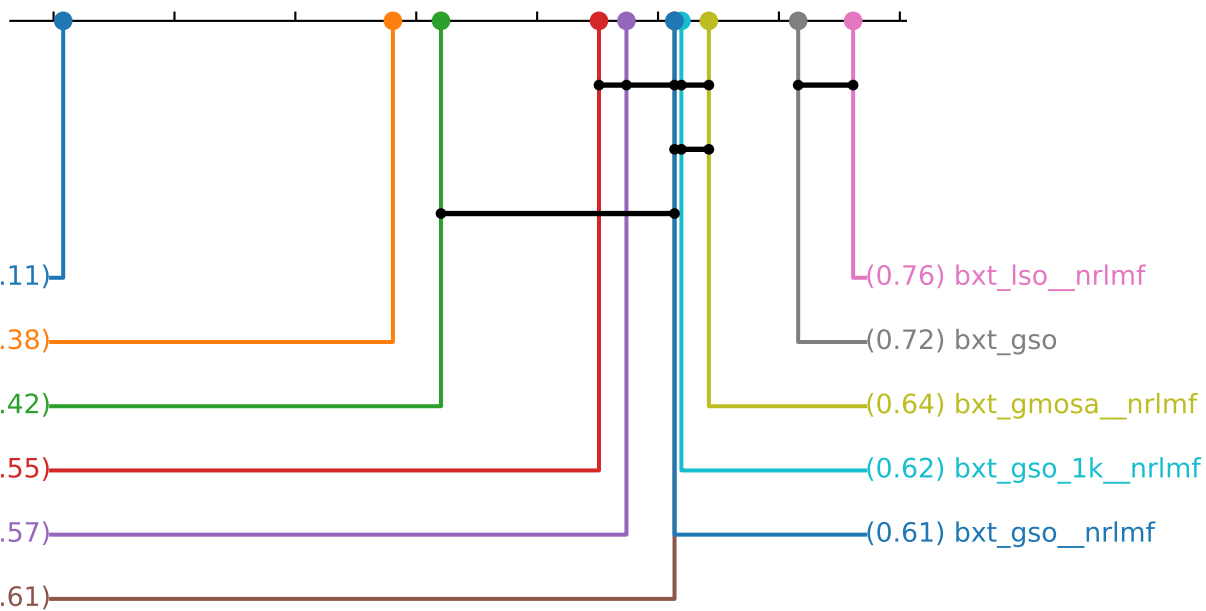 .11)
(0.76) bxt_lso__nrlmf
.38)
(0.72) bxt_gso
.42)
(0.64) bxt_gmosa__nrlmf
.55)
(0.62) bxt_gso_1k__nrlmf
.57)
(0.61) bxt_gso__nrlmf
.61)